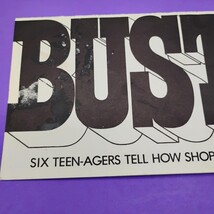 BUST
SIX TEEN-AGERS TELL HOW SHOP